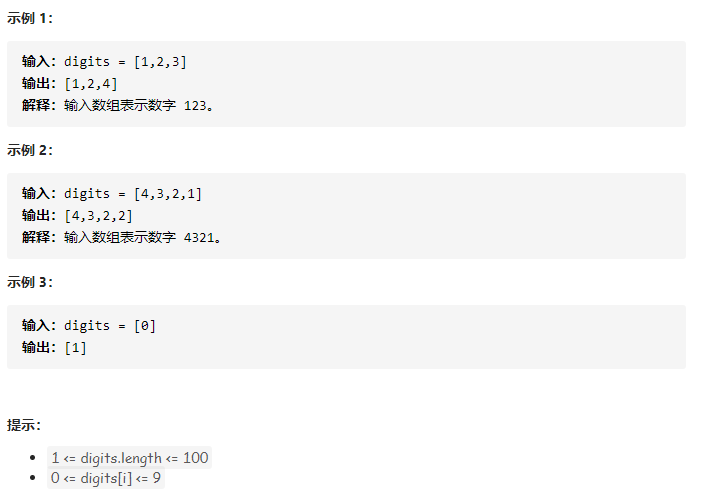 示例 1：
输入：digits = [1,2,3]
输出：[1,2,4]
解释：输入数组表示数字 123。
示例 2：
输入：digits = [4,3,2,1]
输出：[4,3,2,2]
解释：输入数组表示数字 4321。
示例 3：
输入：digits = [0]
输出：[1]
提示：
• 1 <= digits.length <= 100
• 0 <= digits[i] <= 9